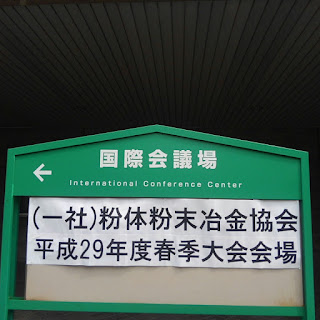 国際会議場
International Conference Center
(一社)粉体粉末冶金協会
平成29年度春季大会会場